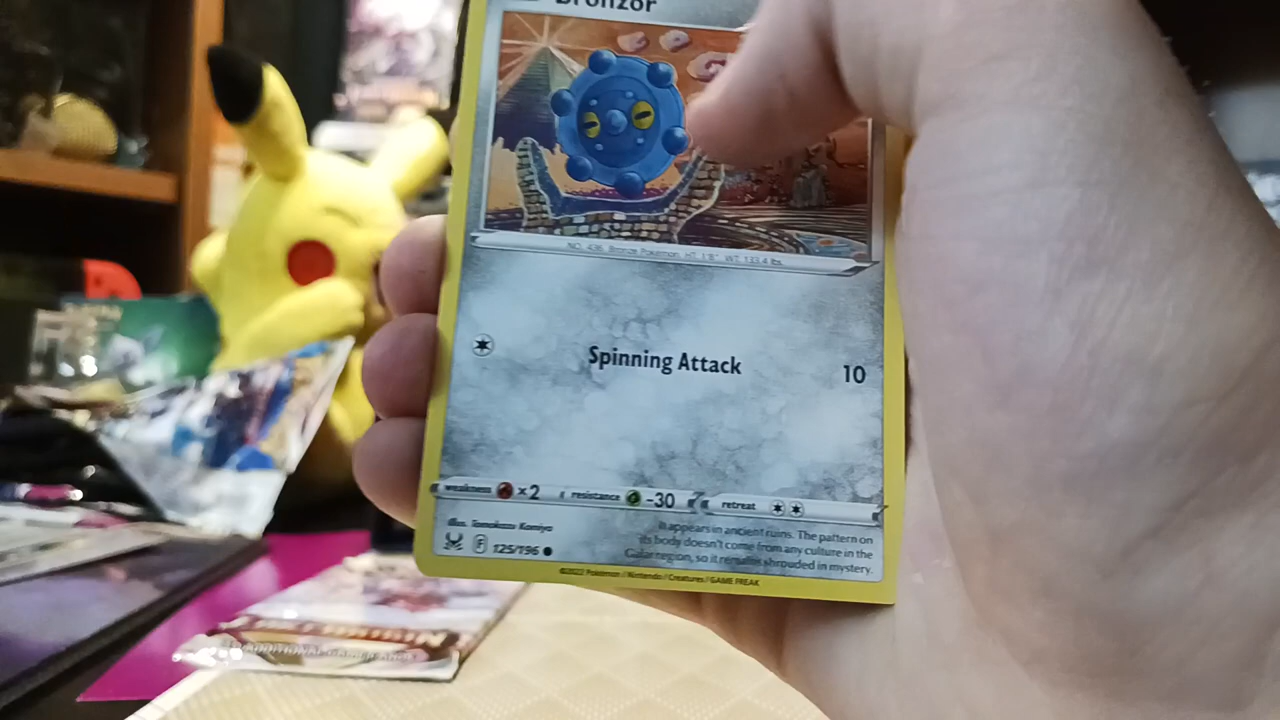 Bronzor
NO. 436 Bronze Pokémon HT: 1'8" WT: 133.4 lbs.
Spinning Attack 10
weakness ×2 resistance -30 retreat
Illus. Tomokazu Komiya
F 125/196
It appears in ancient ruins. The pattern on
its body doesn't come from any culture in the
Galar region, so it remains shrouded in mystery.
©2022 Pokémon / Nintendo / Creatures / GAME FREAK